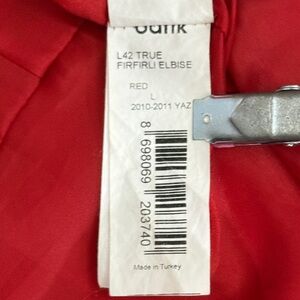 L42 TRUE
FIRFIRLI ELBISE
RED
L
2010-2011 YAZ
8 698069 203740
Made in Turkey